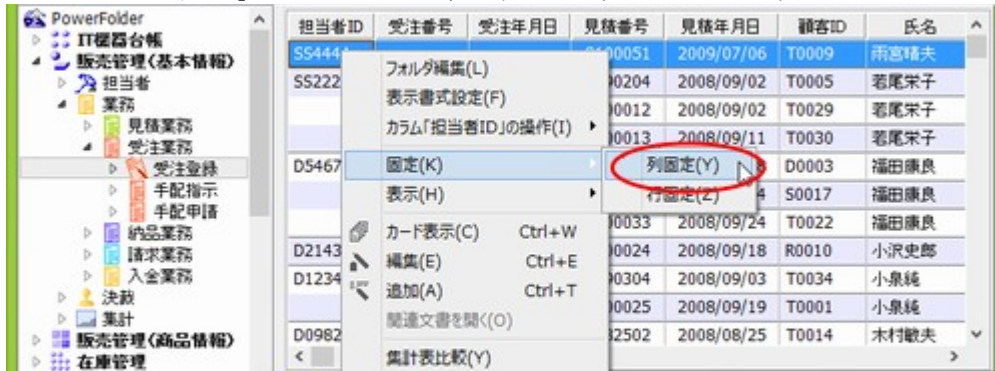 PowerFolder
IT機器台帳
販売管理(基本情報)
担当者
業務
見積業務
受注業務
受注登録
手配指示
手配申請
納品業務
請求業務
入金業務
決裁
集計
販売管理(商品情報)
在庫管理
担当者ID 受注番号 受注年月日 見積番号 見積年月日 顧客ID 氏名
SS4444 0100051 2009/07/06 T0009 雨宮晴夫
SS222 90204 2008/09/02 T0005 若尾栄子
00012 2008/09/02 T0029 若尾栄子
00013 2008/09/11 T0030 若尾栄子
D5467 8 D0003 福田康良
4 S0017 福田康良
00033 2008/09/24 T0022 福田康良
D2143 00024 2008/09/18 R0010 小沢史郎
D1234 90304 2008/09/03 T0034 小泉純
00025 2008/09/19 T0001 小泉純
D0982 82502 2008/08/25 T0014 木村敏夫
フォルダ編集(L)
表示書式設定(F)
カラム「担当者ID」の操作(I)
固定(K)
表示(H)
カード表示(C) Ctrl+W
編集(E) Ctrl+E
追加(A) Ctrl+T
関連文書を開く(O)
集計表比較(Y)
列固定(Y)
行固定(Z)